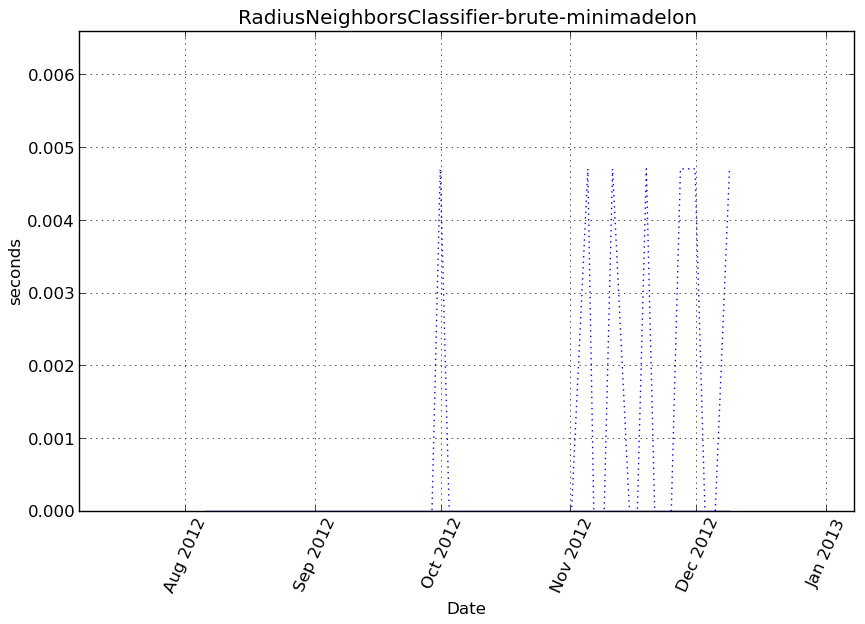 RadiusNeighborsClassifier-brute-minimadelon
0.006
0.005
0.004
0.003
0.002
0.001
0.000
seconds
Aug 2012
Sep 2012
Oct 2012
Nov 2012
Dec 2012
Jan 2013
Date